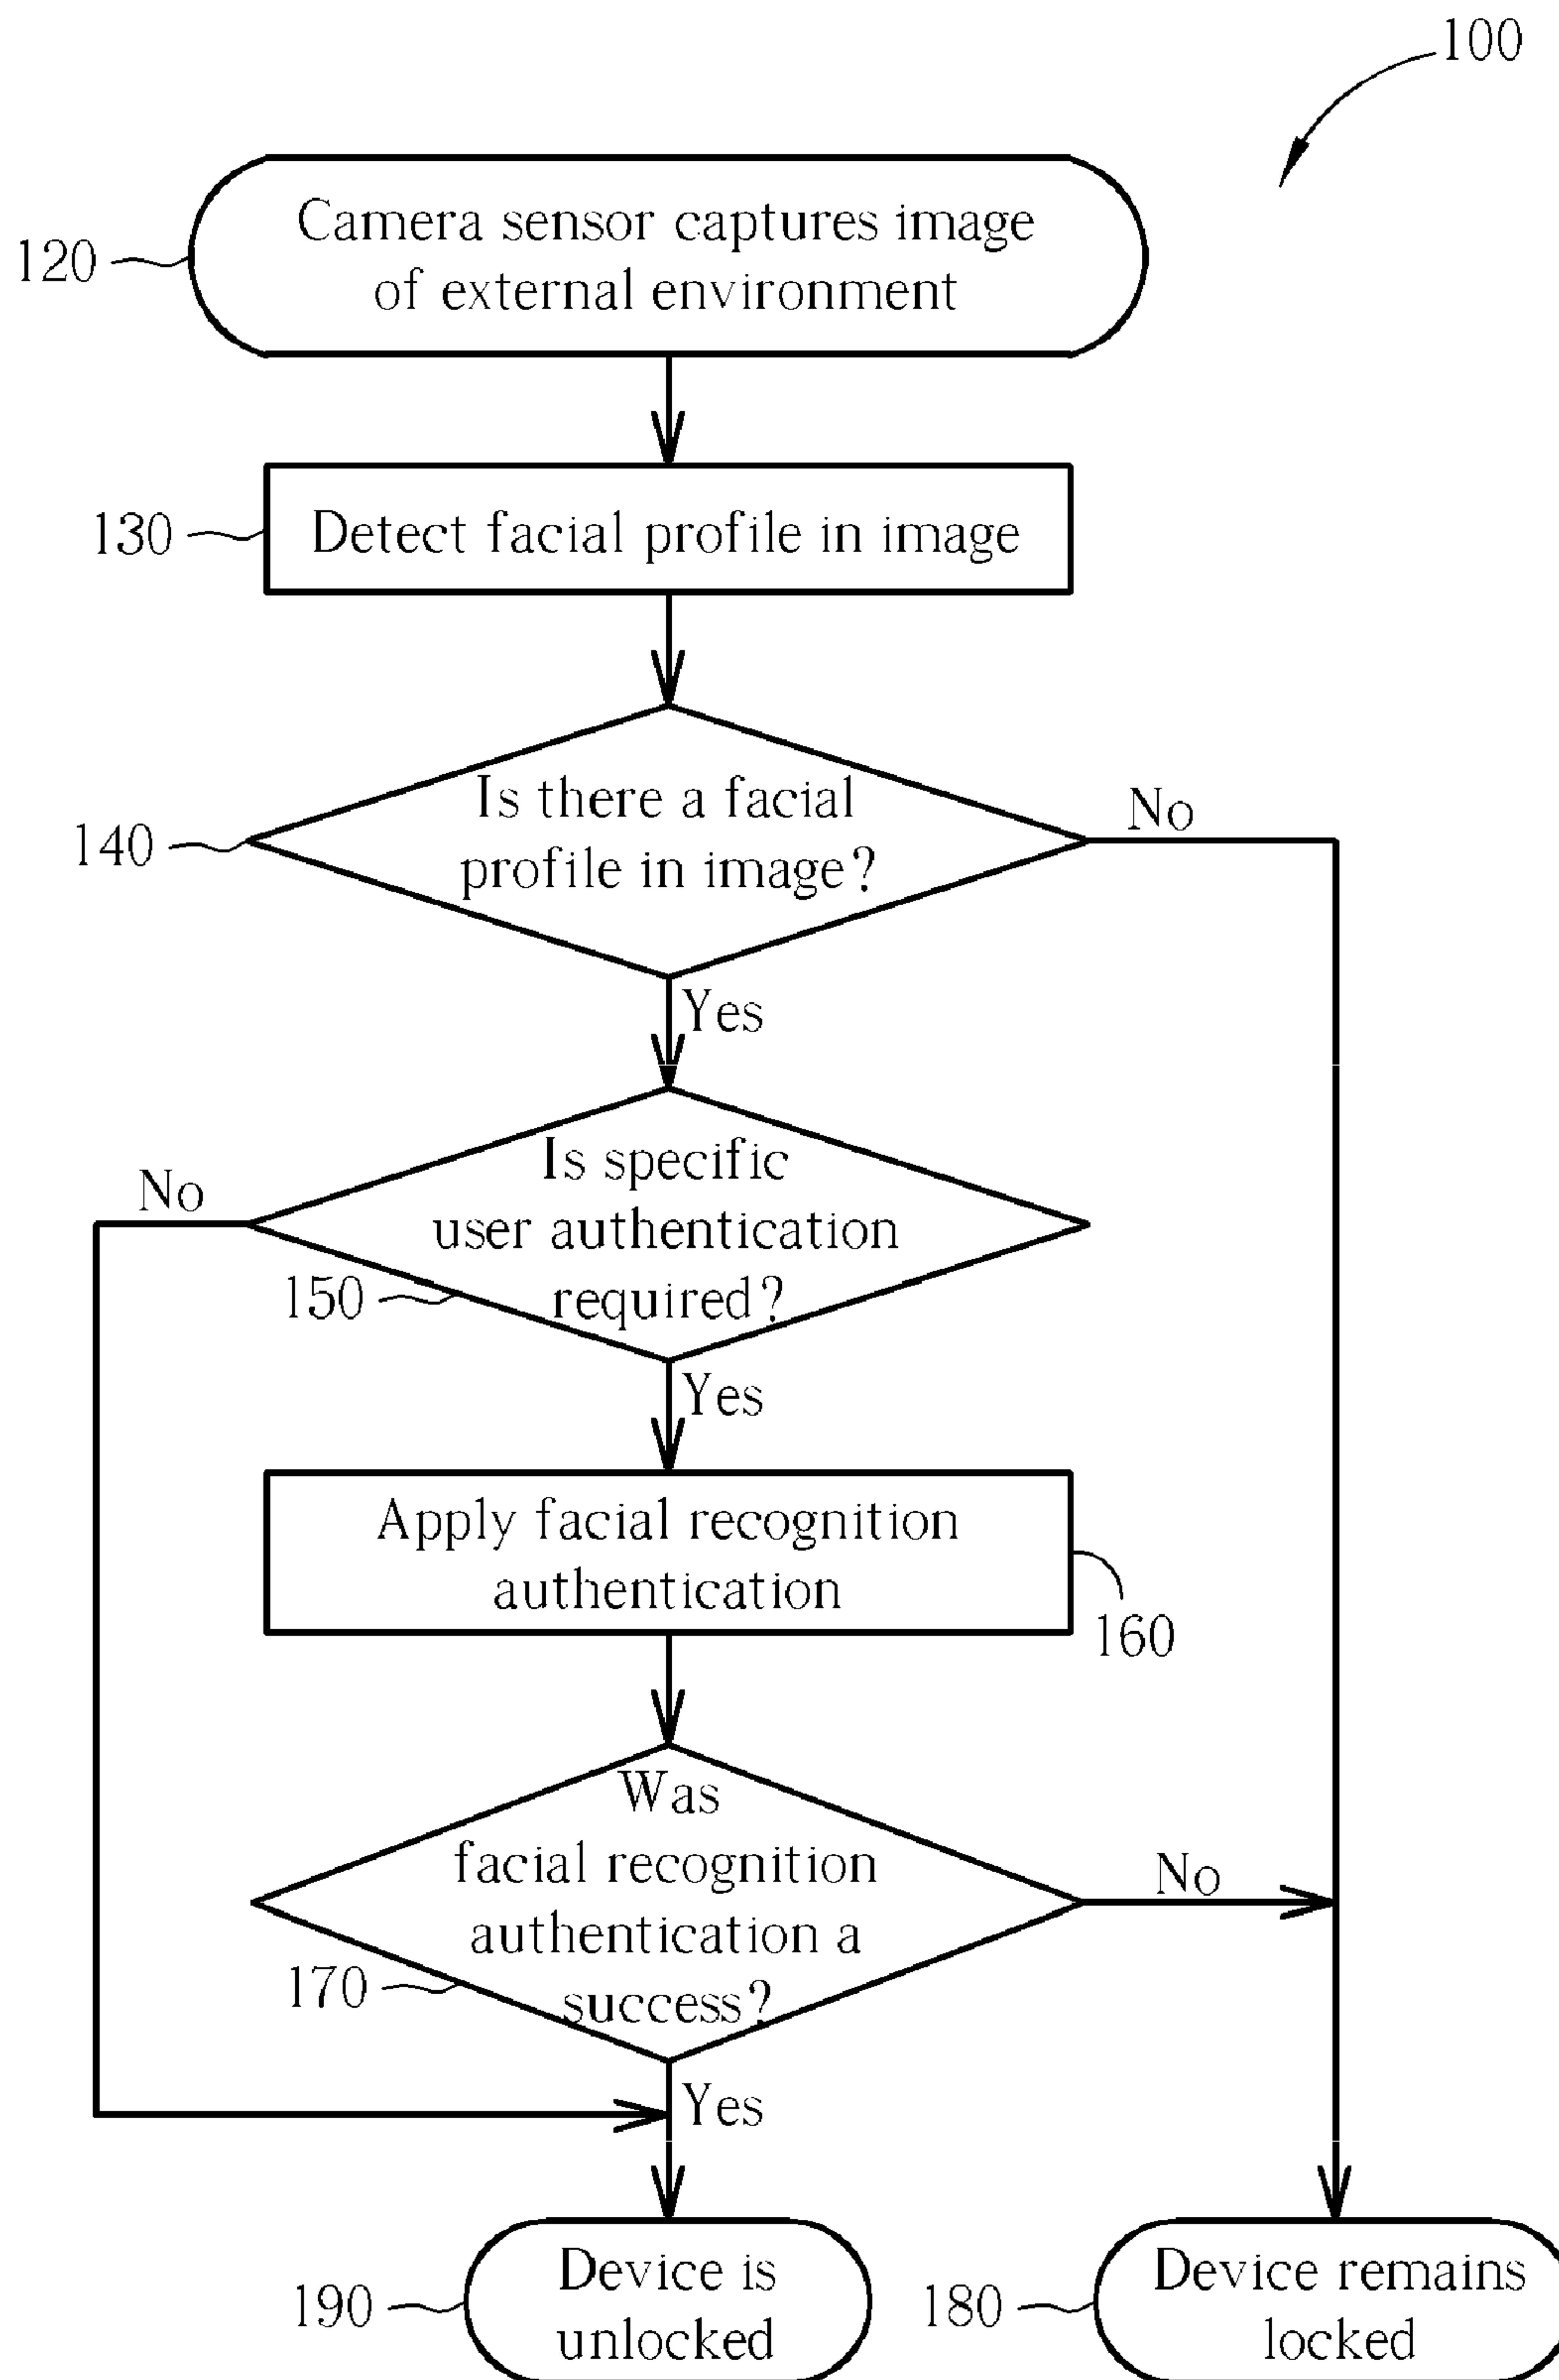 100
Camera sensor captures image
of external environment
120
130
Detect facial profile in image
Is there a facial
profile in image?
140
No
Yes
Is specific
user authentication
required?
No
150
Yes
Apply facial recognition
authentication
160
Was
facial recognition
authentication a
success?
No
170
Yes
Device is
unlocked
190
180
Device remains
locked